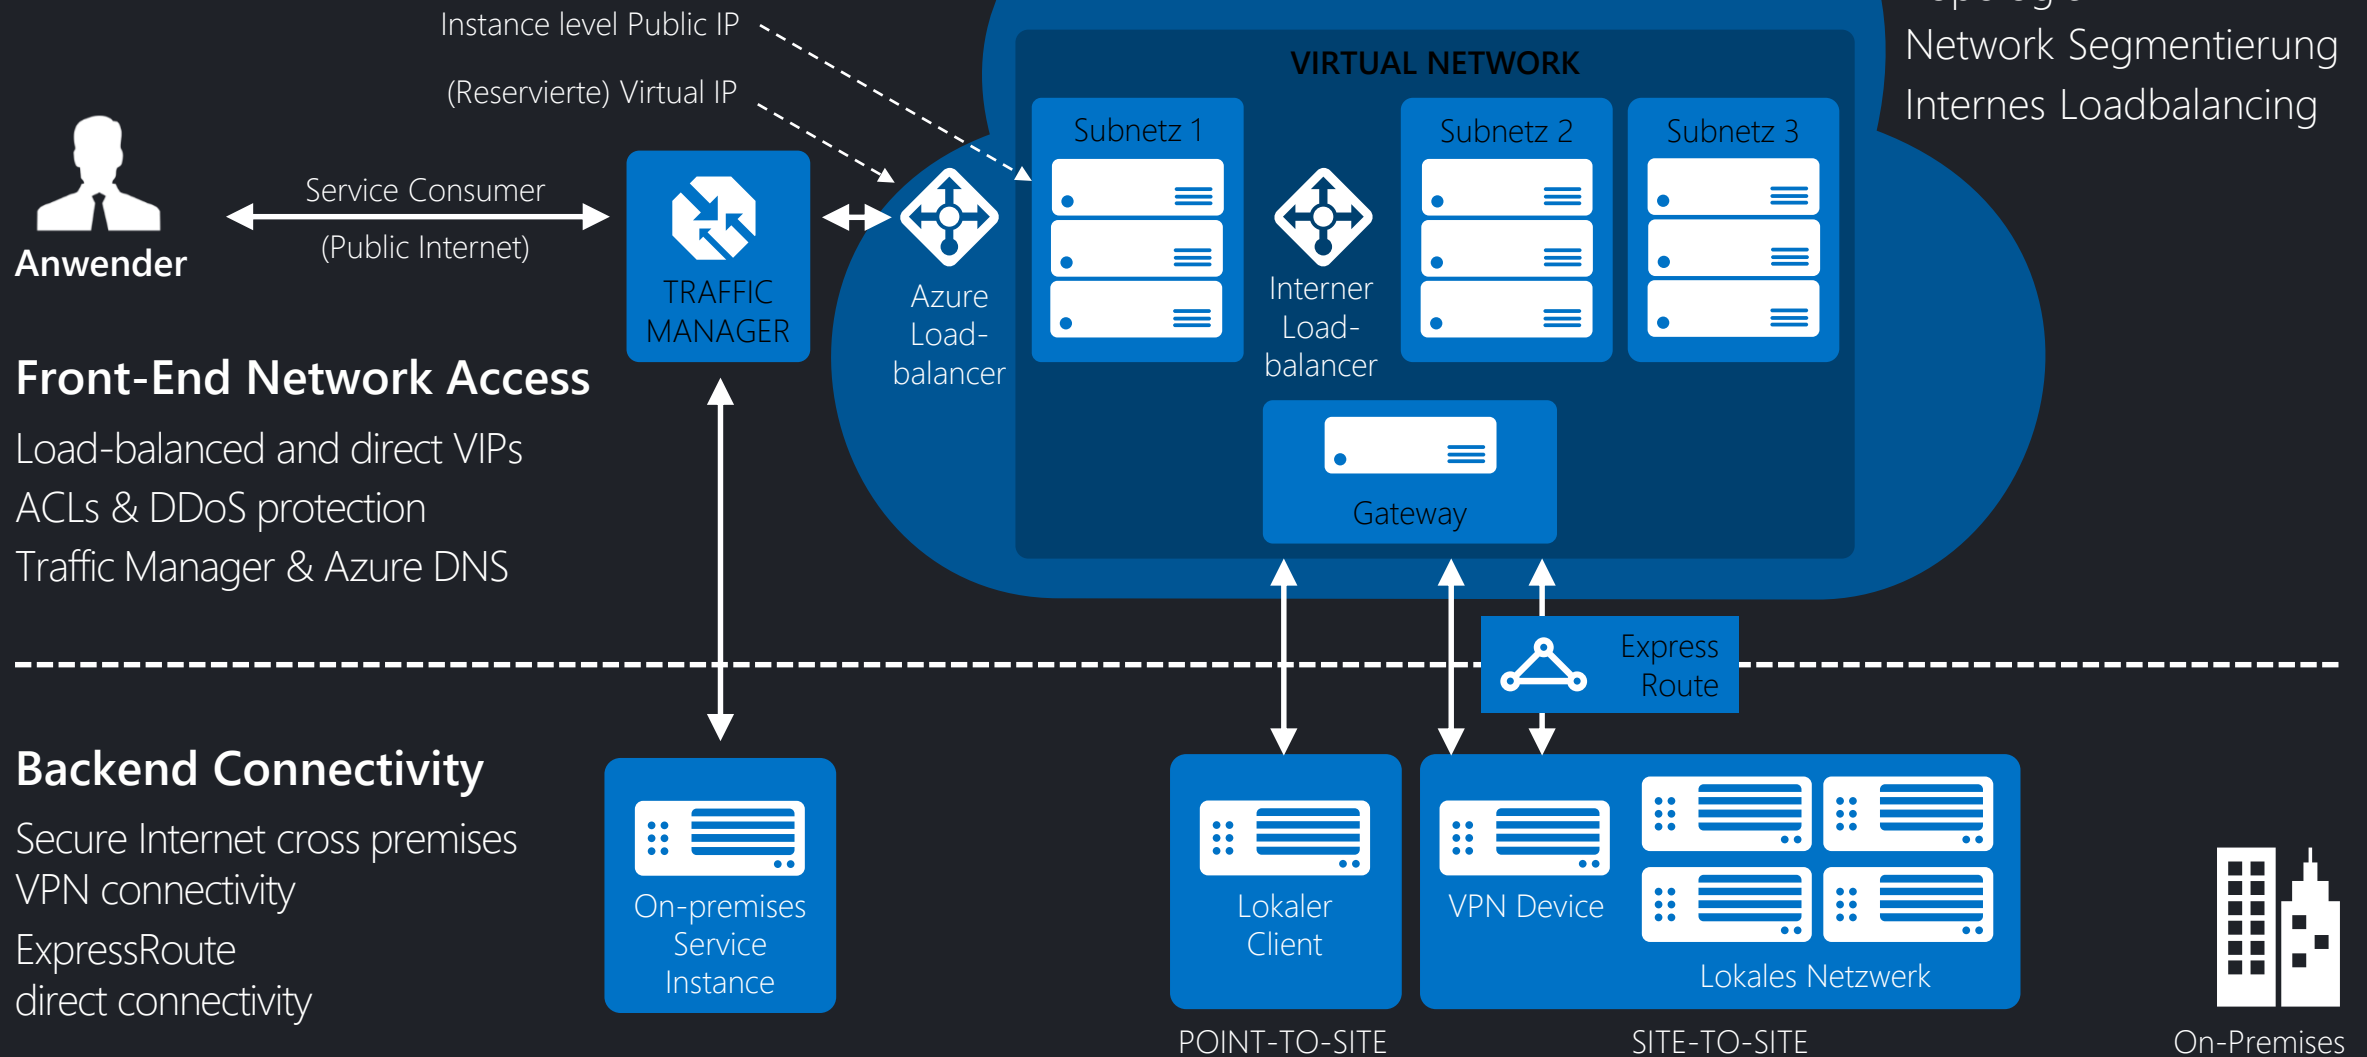 Instance level Public IP
(Reservierte) Virtual IP
Network Segmentierung
Internes Loadbalancing
VIRTUAL NETWORK
Subnetz 1
Subnetz 2
Subnetz 3
Service Consumer
(Public Internet)
Anwender
TRAFFIC
MANAGER
Azure
Load-
balancer
Interner
Load-
balancer
Gateway
Front-End Network Access
Load-balanced and direct VIPs
ACLs & DDoS protection
Traffic Manager & Azure DNS
Express
Route
Backend Connectivity
Secure Internet cross premises
VPN connectivity
ExpressRoute
direct connectivity
On-premises
Service
Instance
Lokaler
Client
VPN Device
Lokales Netzwerk
POINT-TO-SITE
SITE-TO-SITE
On-Premises